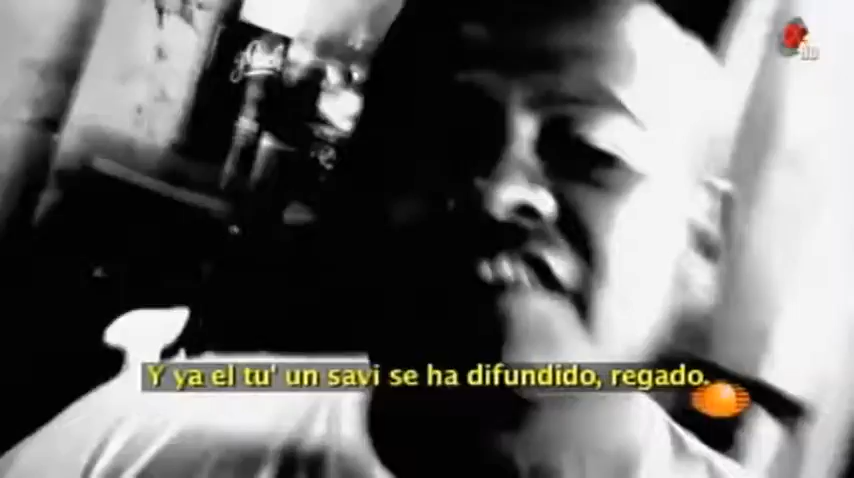 Y ya el tu' un savi se ha difundido, regado.